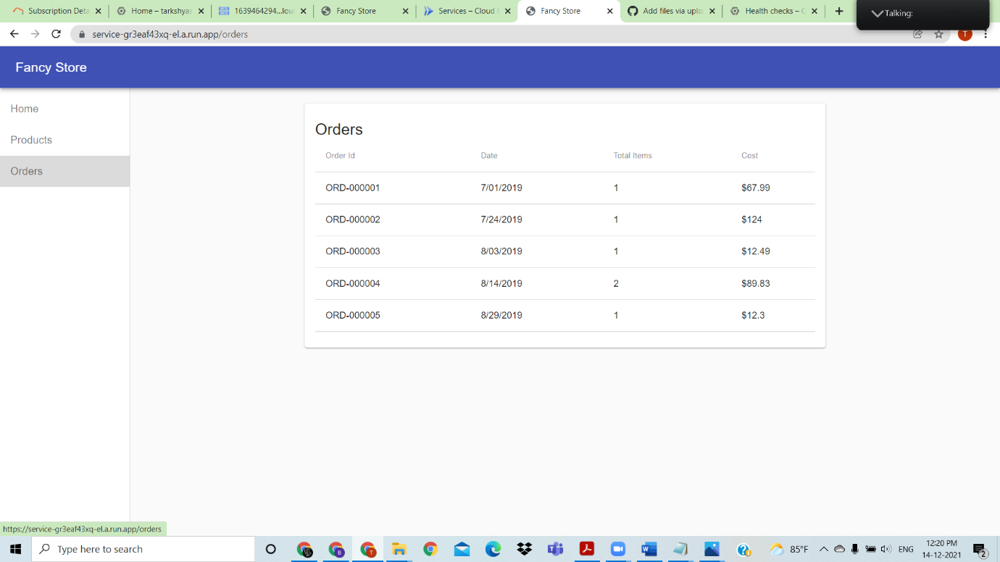 Subscription Deta
Home – tarkshyas
1639464294...lou
Fancy Store
Services – Cloud
Fancy Store
Add files via uplo
Health checks – C
Talking:
service-gr3eaf43xq-el.a.run.app/orders
T
Fancy Store
Home
Products
Orders
Orders
Order Id Date Total Items Cost
ORD-000001 7/01/2019 1 $67.99
ORD-000002 7/24/2019 1 $124
ORD-000003 8/03/2019 1 $12.49
ORD-000004 8/14/2019 2 $89.83
ORD-000005 8/29/2019 1 $12.3
https://service-gr3eaf43xq-el.a.run.app/orders
Type here to search
85°F
ENG
12:20 PM
14-12-2021
2